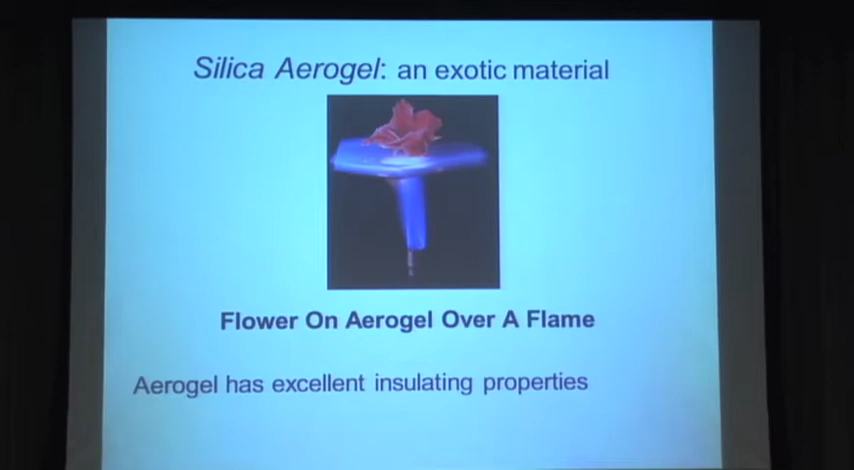 Silica Aerogel: an exotic material
Flower On Aerogel Over A Flame
Aerogel has excellent insulating properties